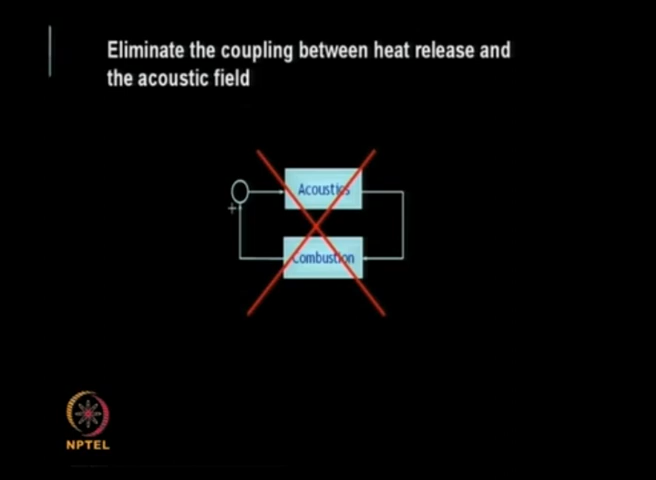 Eliminate the coupling between heat release and
the acoustic field
Acoustics
+
Combustion
NPTEL